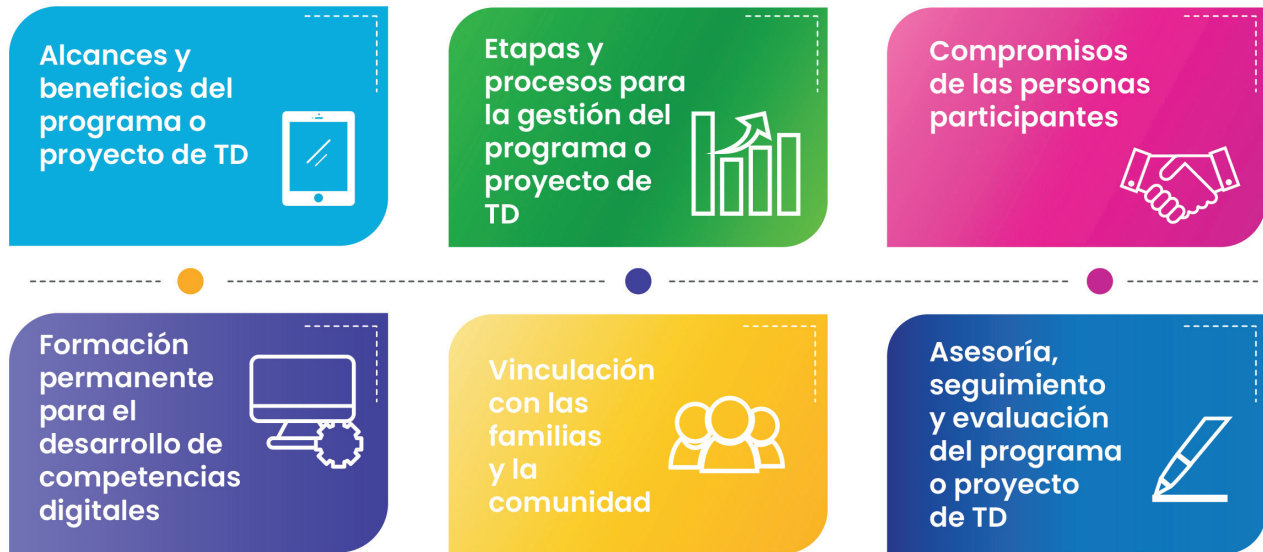 Alcances y
beneficios del
programa o
proyecto de TD
Etapas y
procesos para
la gestión del
programa o
proyecto de
TD
Compromisos
de las personas
participantes
Formación
permanente
para el
desarrollo de
competencias
digitales
Vinculación
con las
familias
y la
comunidad
Asesoría,
seguimiento
y evaluación
del programa
o proyecto
de TD